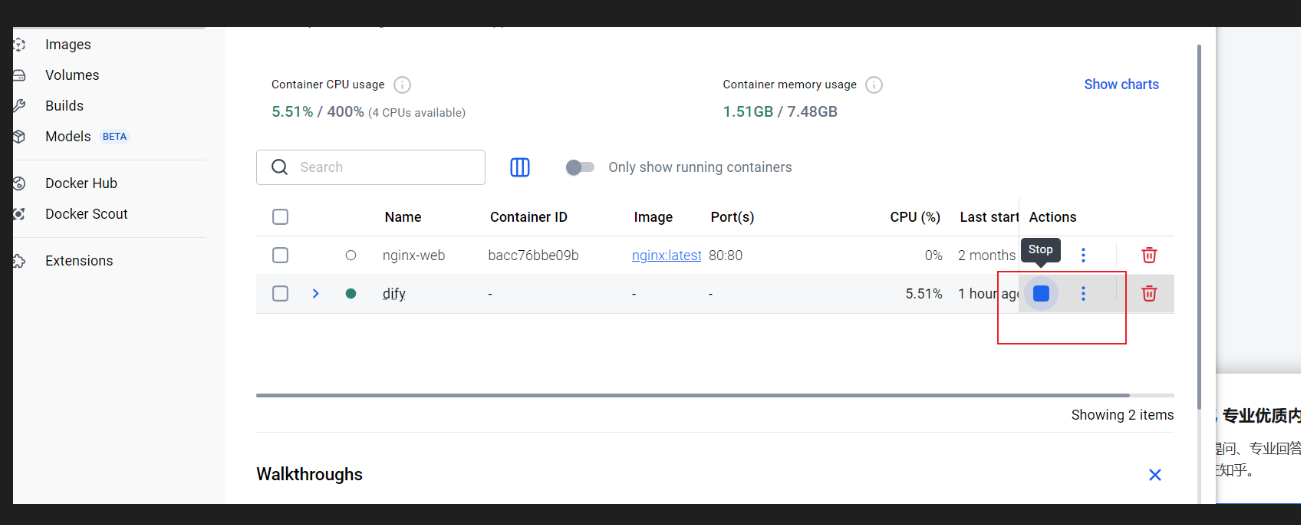 Images
Volumes
Builds
Models BETA
Docker Hub
Docker Scout
Extensions
Container CPU usage
5.51% / 400% (4 CPUs available)
Container memory usage
1.51GB / 7.48GB
Show charts
Search
Only show running containers
Name Container ID Image Port(s) CPU (%) Last start Actions
nginx-web bacc76bbe09b nginx:latest 80:80 0% 2 months
Stop
dify - - - 5.51% 1 hour ago
Showing 2 items
Walkthroughs
专业优质内
提问、专业回答
在知乎。